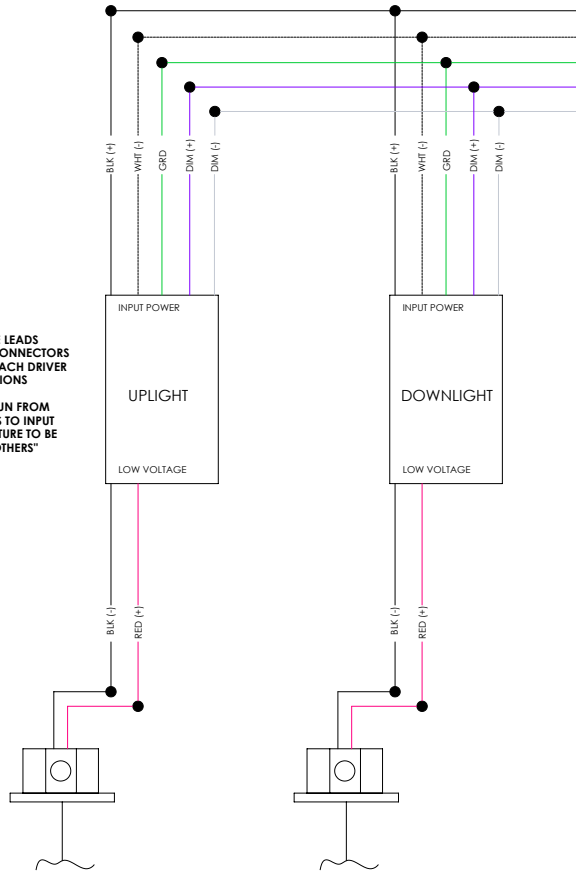 BLK (+)
WHT (-)
GRD
DIM (+)
DIM (-)
BLK (+)
WHT (-)
GRD
DIM (+)
DIM (-)
INPUT POWER
UPLIGHT
LOW VOLTAGE
INPUT POWER
DOWNLIGHT
LOW VOLTAGE
LEADS
ONNECTORS
ACH DRIVER
IONS
UN FROM
S TO INPUT
TURE TO BE
OTHERS"
BLK (-)
RED (+)
BLK (-)
RED (+)